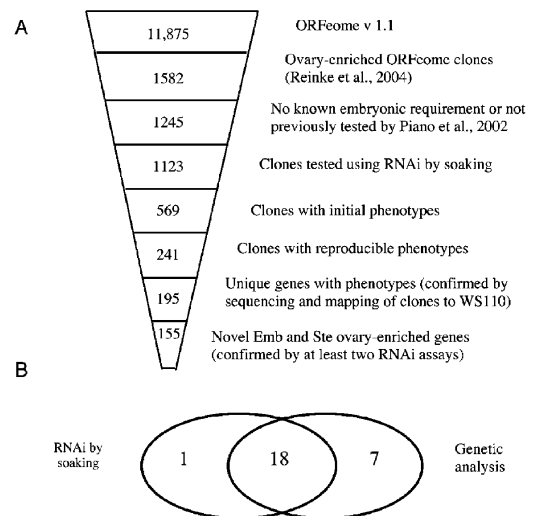 A
11,875
ORFeome v 1.1
1582
Ovary-enriched ORFeome clones
(Reinke et al., 2004)
1245
No known embryonic requirement or not
previously tested by Piano et al., 2002
1123
Clones tested using RNAi by soaking
569
Clones with initial phenotypes
241
Clones with reproducible phenotypes
195
Unique genes with phenotypes (confirmed by
sequencing and mapping of clones to WS110)
155
Novel Emb and Ste ovary-enriched genes
(confirmed by at least two RNAi assays)
B
RNAi by
soaking
1
18
7
Genetic
analysis